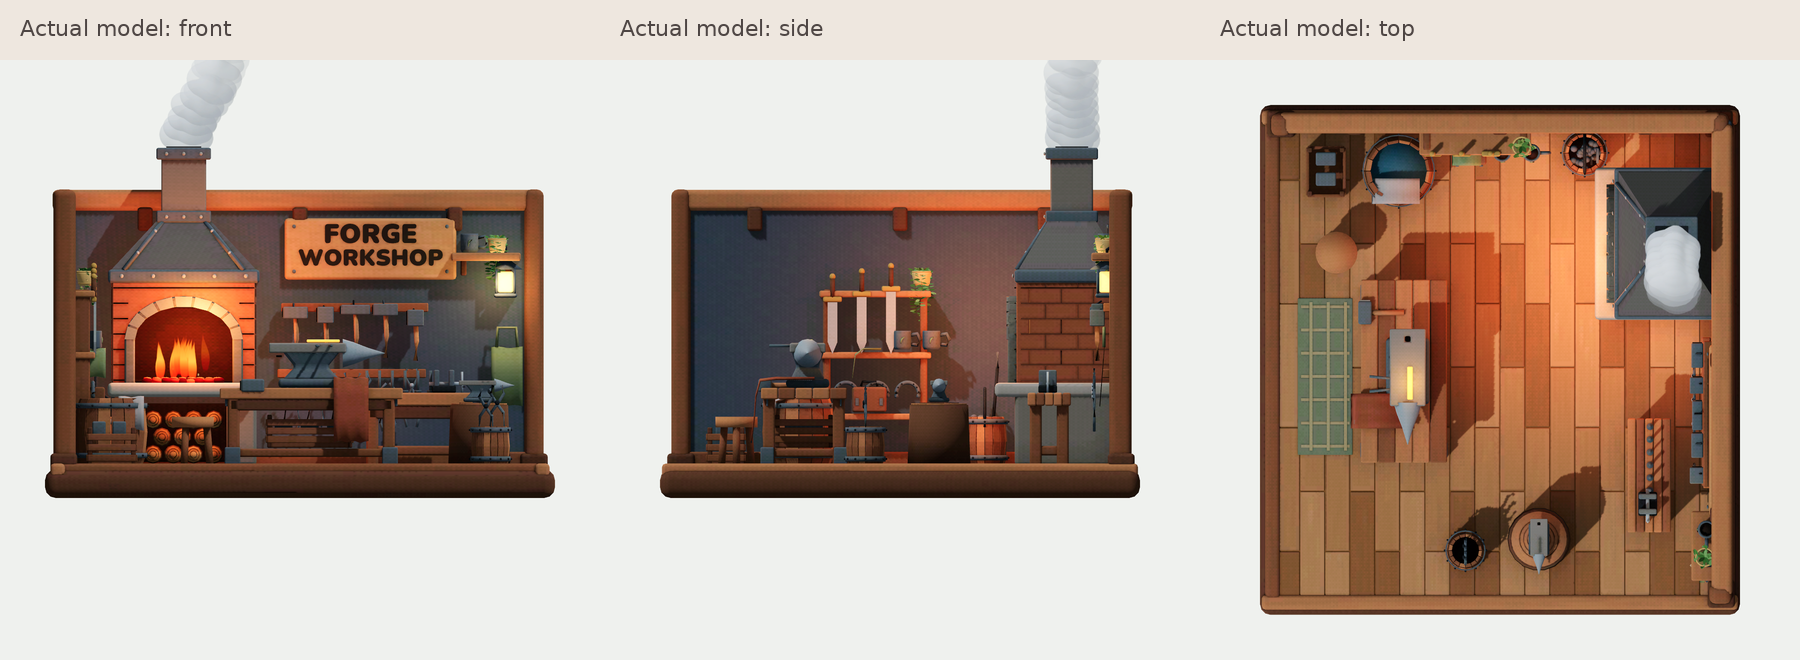 Actual model: front
Actual model: side
Actual model: top
FORGE
WORKSHOP